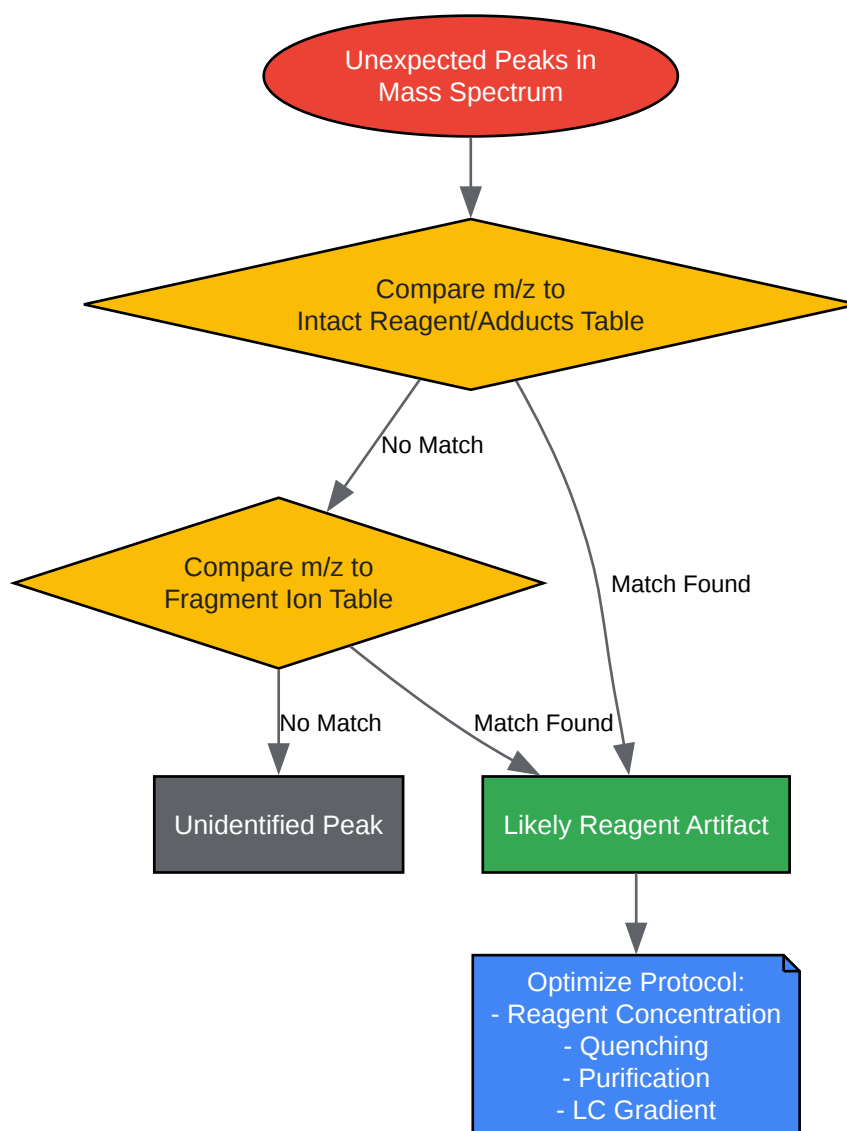 Unexpected Peaks in
Mass Spectrum
Compare m/z to
Intact Reagent/Adducts Table
No Match
Compare m/z to
Fragment Ion Table
Match Found
No Match
Match Found
Unidentified Peak
Likely Reagent Artifact
Optimize Protocol:
- Reagent Concentration
- Quenching
- Purification
- LC Gradient